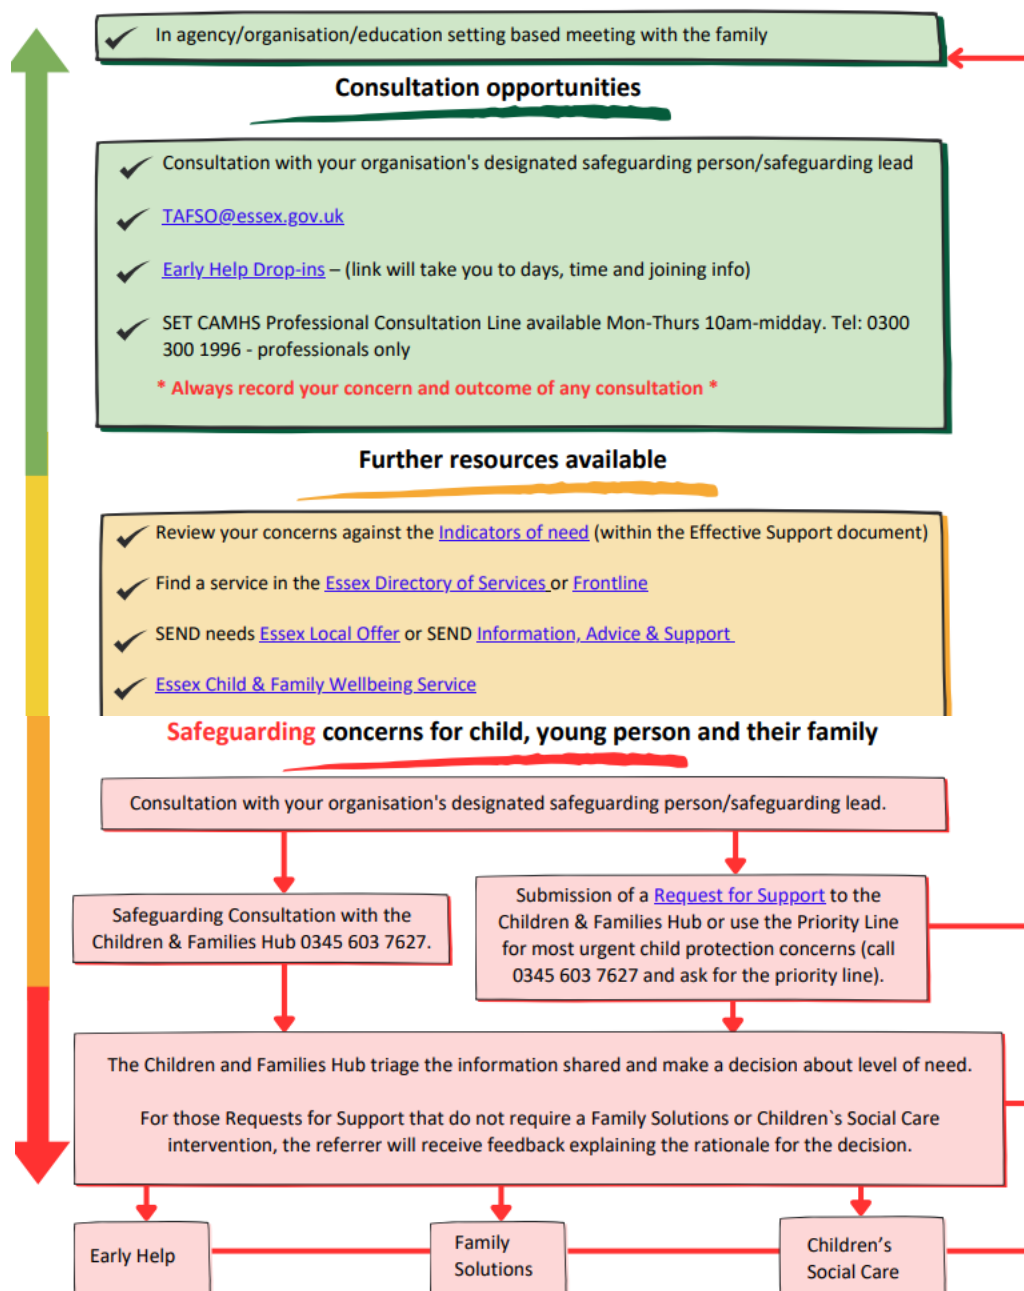 In agency/organisation/education setting based meeting with the family
Consultation opportunities
Consultation with your organisation's designated safeguarding person/safeguarding lead
TAFSO@essex.gov.uk
Early Help Drop-ins – (link will take you to days, time and joining info)
SET CAMHS Professional Consultation Line available Mon-Thurs 10am-midday. Tel: 0300
300 1996 - professionals only
* Always record your concern and outcome of any consultation *
Further resources available
Review your concerns against the Indicators of need (within the Effective Support document)
Find a service in the Essex Directory of Services or Frontline
SEND needs Essex Local Offer or SEND Information, Advice & Support
Essex Child & Family Wellbeing Service
Safeguarding concerns for child, young person and their family
Consultation with your organisation's designated safeguarding person/safeguarding lead.
Safeguarding Consultation with the
Children & Families Hub 0345 603 7627.
Submission of a Request for Support to the
Children & Families Hub or use the Priority Line
for most urgent child protection concerns (call
0345 603 7627 and ask for the priority line).
The Children and Families Hub triage the information shared and make a decision about level of need.
For those Requests for Support that do not require a Family Solutions or Children`s Social Care
intervention, the referrer will receive feedback explaining the rationale for the decision.
Early Help
Family
Solutions
Children's
Social Care